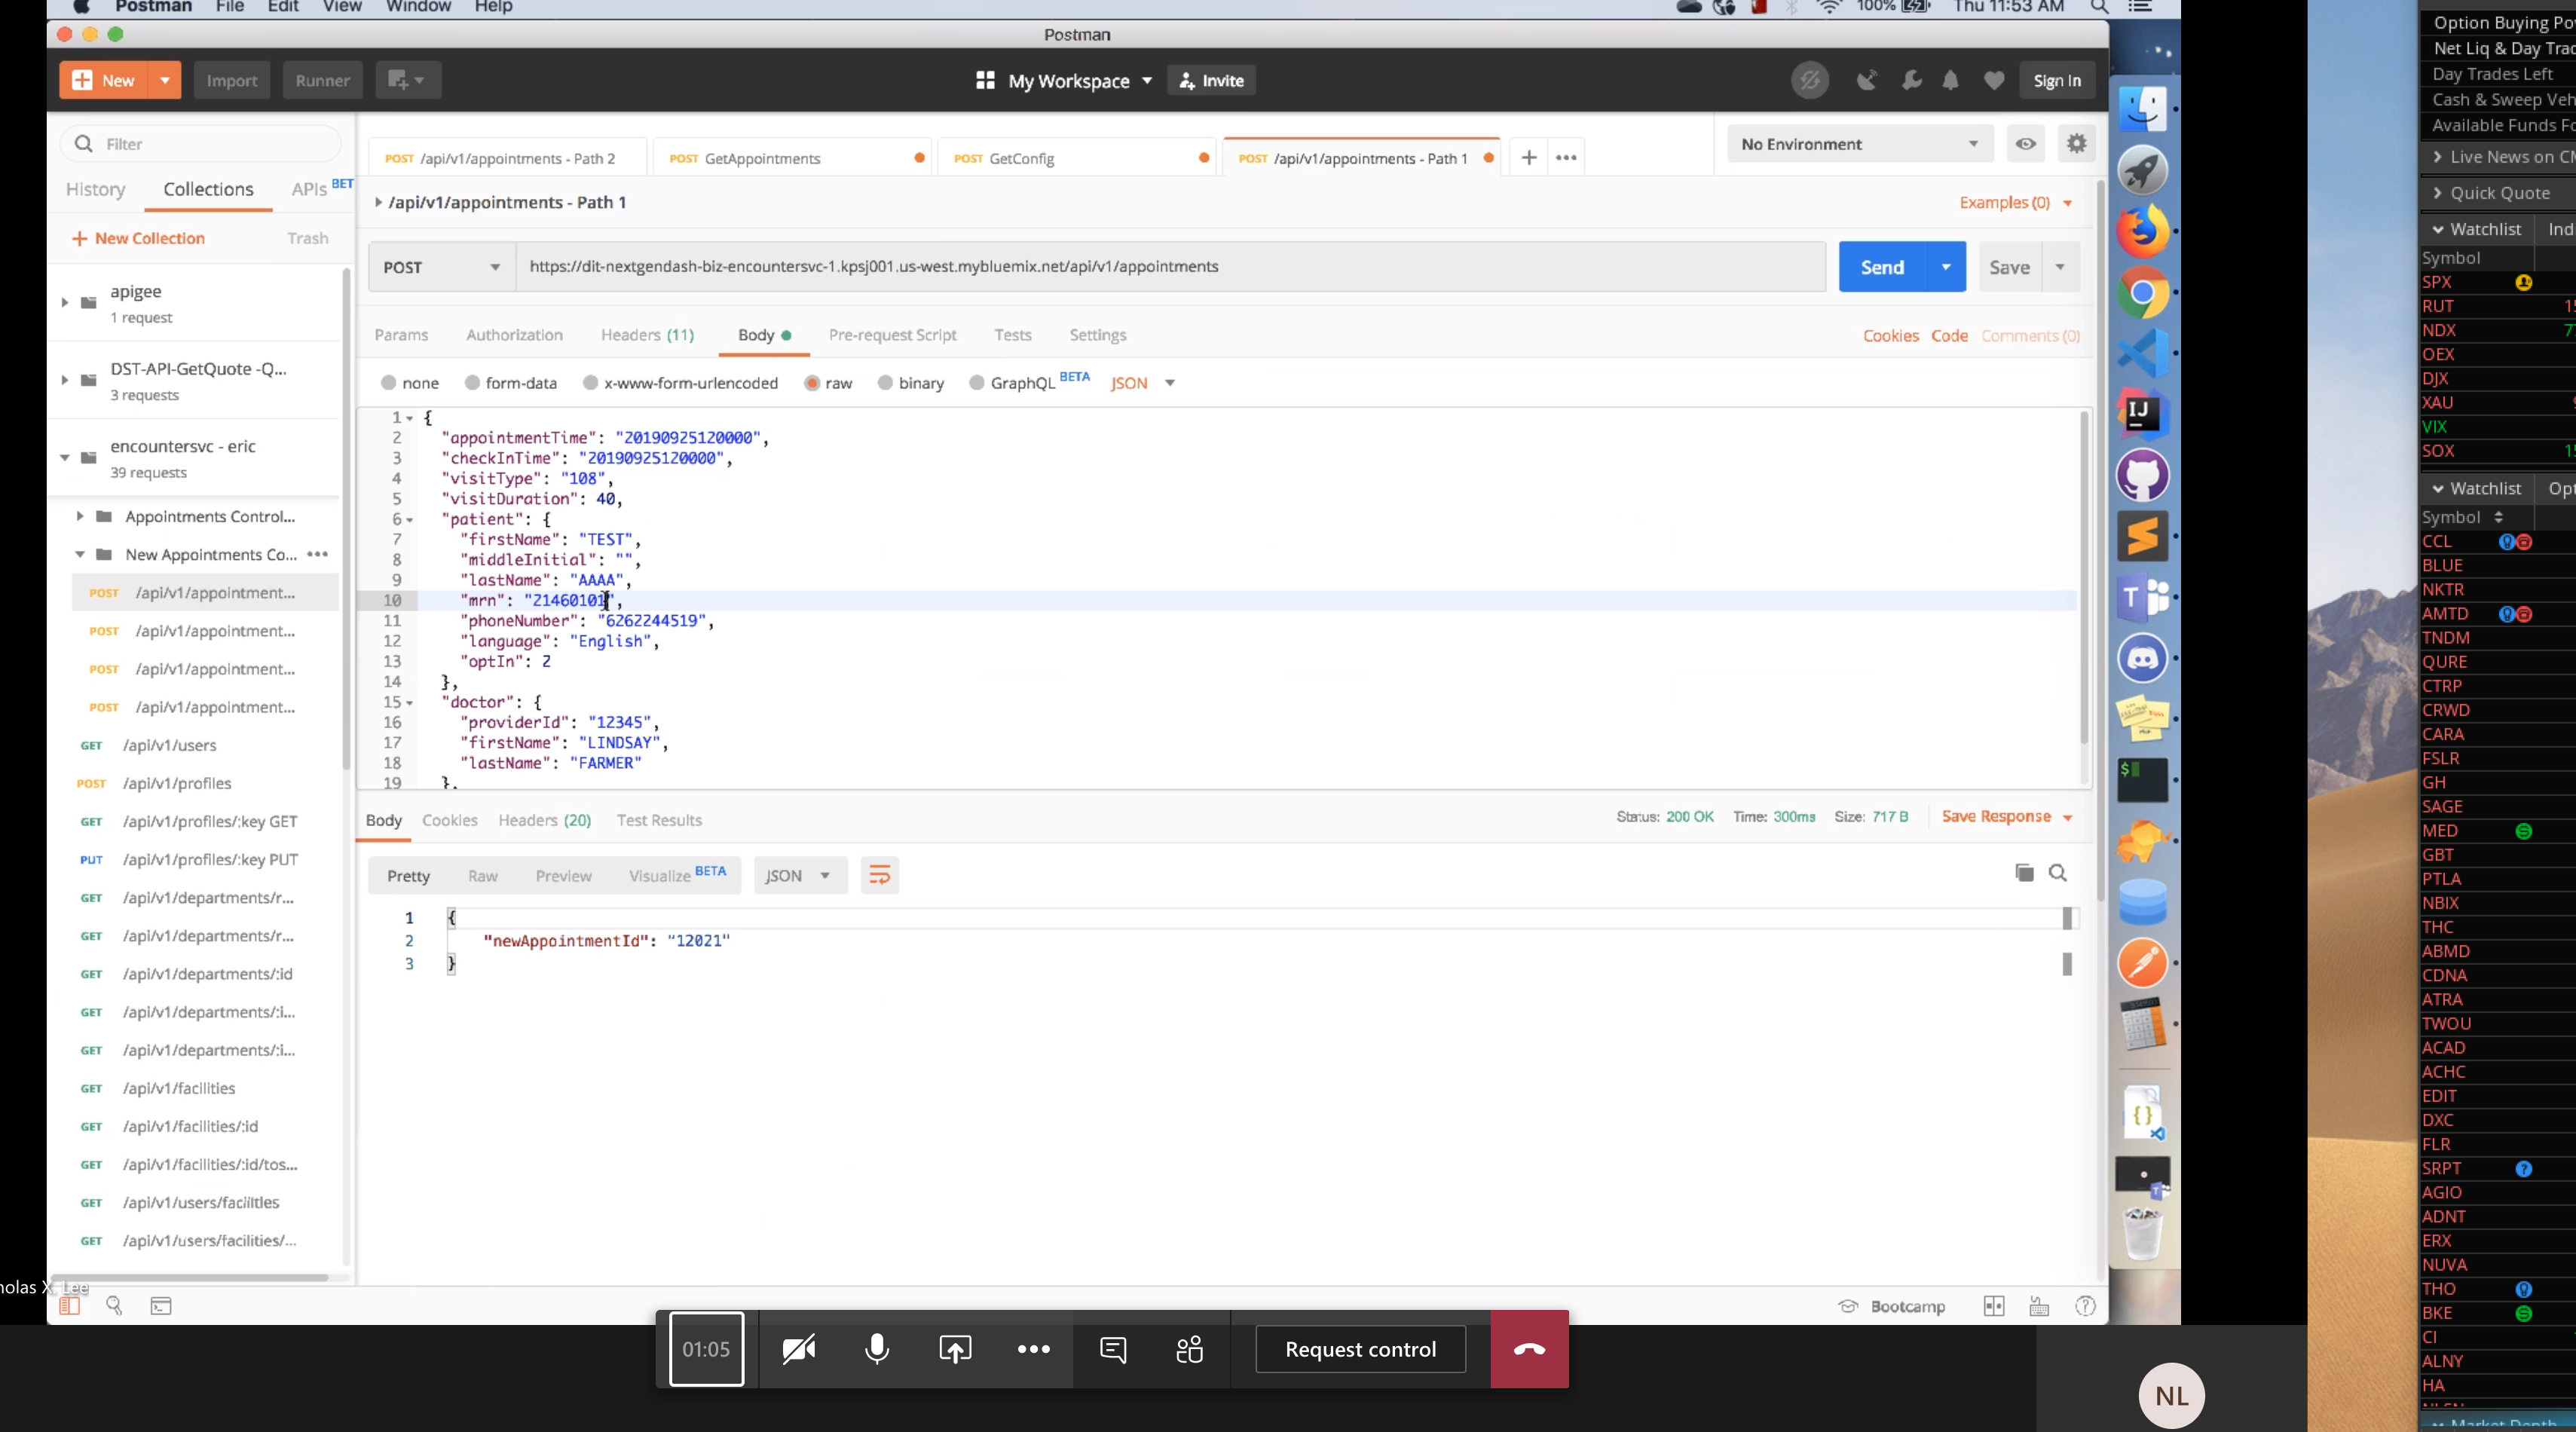 Postman File Edit View Window Help
100% Thu 11:53 AM
Postman
New Import Runner
My Workspace Invite
Sign In
Filter
History Collections APIs BET
New Collection Trash
apigee
1 request
DST-API-GetQuote -Q...
3 requests
encountersvc - eric
39 requests
Appointments Control...
New Appointments Co... •••
POST /api/v1/appointment...
POST /api/v1/appointment...
POST /api/v1/appointment...
POST /api/v1/appointment...
GET /api/v1/users
POST /api/v1/profiles
GET /api/v1/profiles/:key GET
PUT /api/v1/profiles/:key PUT
GET /api/v1/departments/r...
GET /api/v1/departments/r...
GET /api/v1/departments/:id
GET /api/v1/departments/:i...
GET /api/v1/departments/:i...
GET /api/v1/facilities
GET /api/v1/facilities/:id
GET /api/v1/facilities/:id/tos...
GET /api/v1/users/facilities
GET /api/v1/users/facilities/...
POST /api/v1/appointments - Path 2
POST GetAppointments
POST GetConfig
POST /api/v1/appointments - Path 1
No Environment
/api/v1/appointments - Path 1
Examples (0)
POST https://dit-nextgendash-biz-encountersvc-1.kpsj001.us-west.mybluemix.net/api/v1/appointments
Send Save
Params Authorization Headers (11) Body Pre-request Script Tests Settings
Cookies Code Comments (0)
none form-data x-www-form-urlencoded raw binary GraphQL BETA JSON
1 {
2 "appointmentTime": "20190925120000",
3 "checkInTime": "20190925120000",
4 "visitType": "108",
5 "visitDuration": 40,
6 "patient": {
7 "firstName": "TEST",
8 "middleInitial": "",
9 "lastName": "AAAA",
10 "mrn": "21460101",
11 "phoneNumber": "6262244519",
12 "language": "English",
13 "optIn": 2
14 },
15 "doctor": {
16 "providerId": "12345",
17 "firstName": "LINDSAY",
18 "lastName": "FARMER"
19 },
Body Cookies Headers (20) Test Results
Status: 200 OK Time: 300ms Size: 717 B Save Response
Pretty Raw Preview Visualize BETA JSON
1 {
2 "newAppointmentId": "12021"
3 }
Bootcamp
X. Lee
01:05
Request control
NL
IJ
T
$
Option Buying Po
Net Liq & Day Trad
Day Trades Left
Cash & Sweep Veh
Available Funds Fo
Live News on CN
Quick Quote
Watchlist Ind
Symbol
SPX
RUT 15
NDX 77
OEX
DJX
XAU 9
VIX
SOX 15
Watchlist Opt
Symbol
CCL
BLUE
NKTR
AMTD
TNDM
QURE
CTRP
CRWD
CARA
FSLR
GH
SAGE
MED
GBT
PTLA
NBIX
THC
ABMD
CDNA
ATRA
TWOU
ACAD
ACHC
EDIT
DXC
FLR
SRPT
AGIO
ADNT
ERX
NUVA
THO
BKE
CI
ALNY
HA
Market Depth